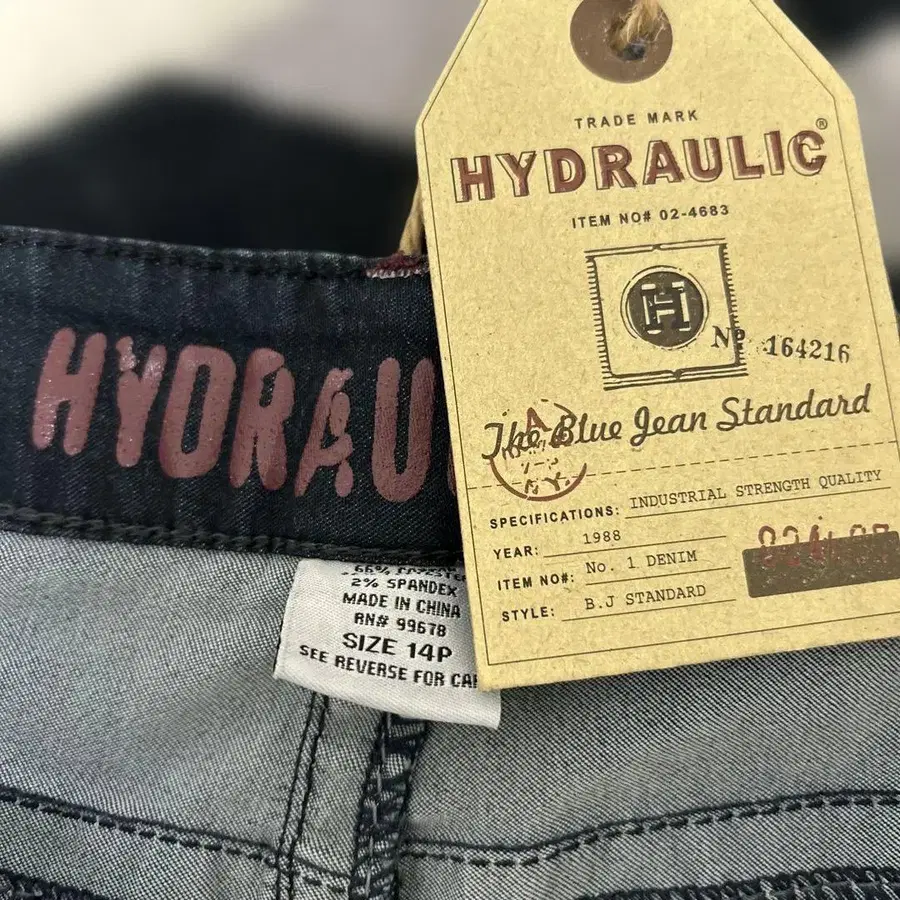 TRADE MARK
HYDRAULIC®
ITEM NO# 02-4683
H
Nº 164216
The Blue Jean Standard
A
N.Y.
SPECIFICATIONS: INDUSTRIAL STRENGTH QUALITY
YEAR: 1988
ITEM NO#: No. 1 DENIM
STYLE: B.J STANDARD
HYDRAU
2% SPANDEX
MADE IN CHINA
RN# 99678
SIZE 14P
SEE REVERSE FOR CA